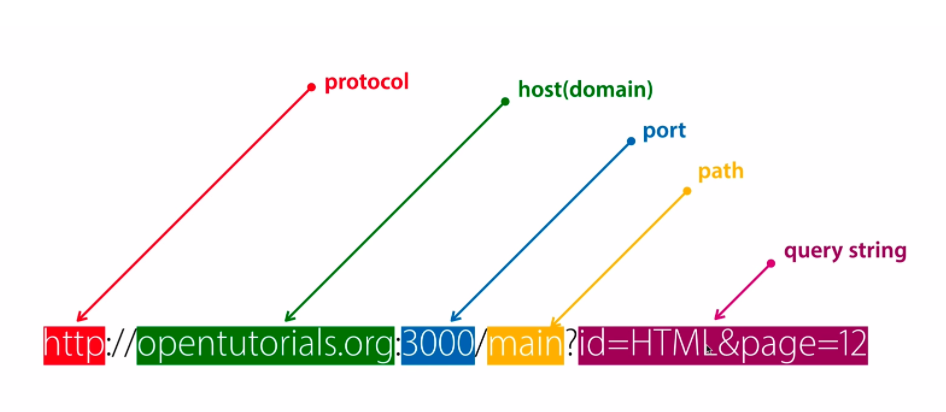 protocol
host(domain)
port
path
query string
http://opentutorials.org:3000/main?id=HTML&page=12